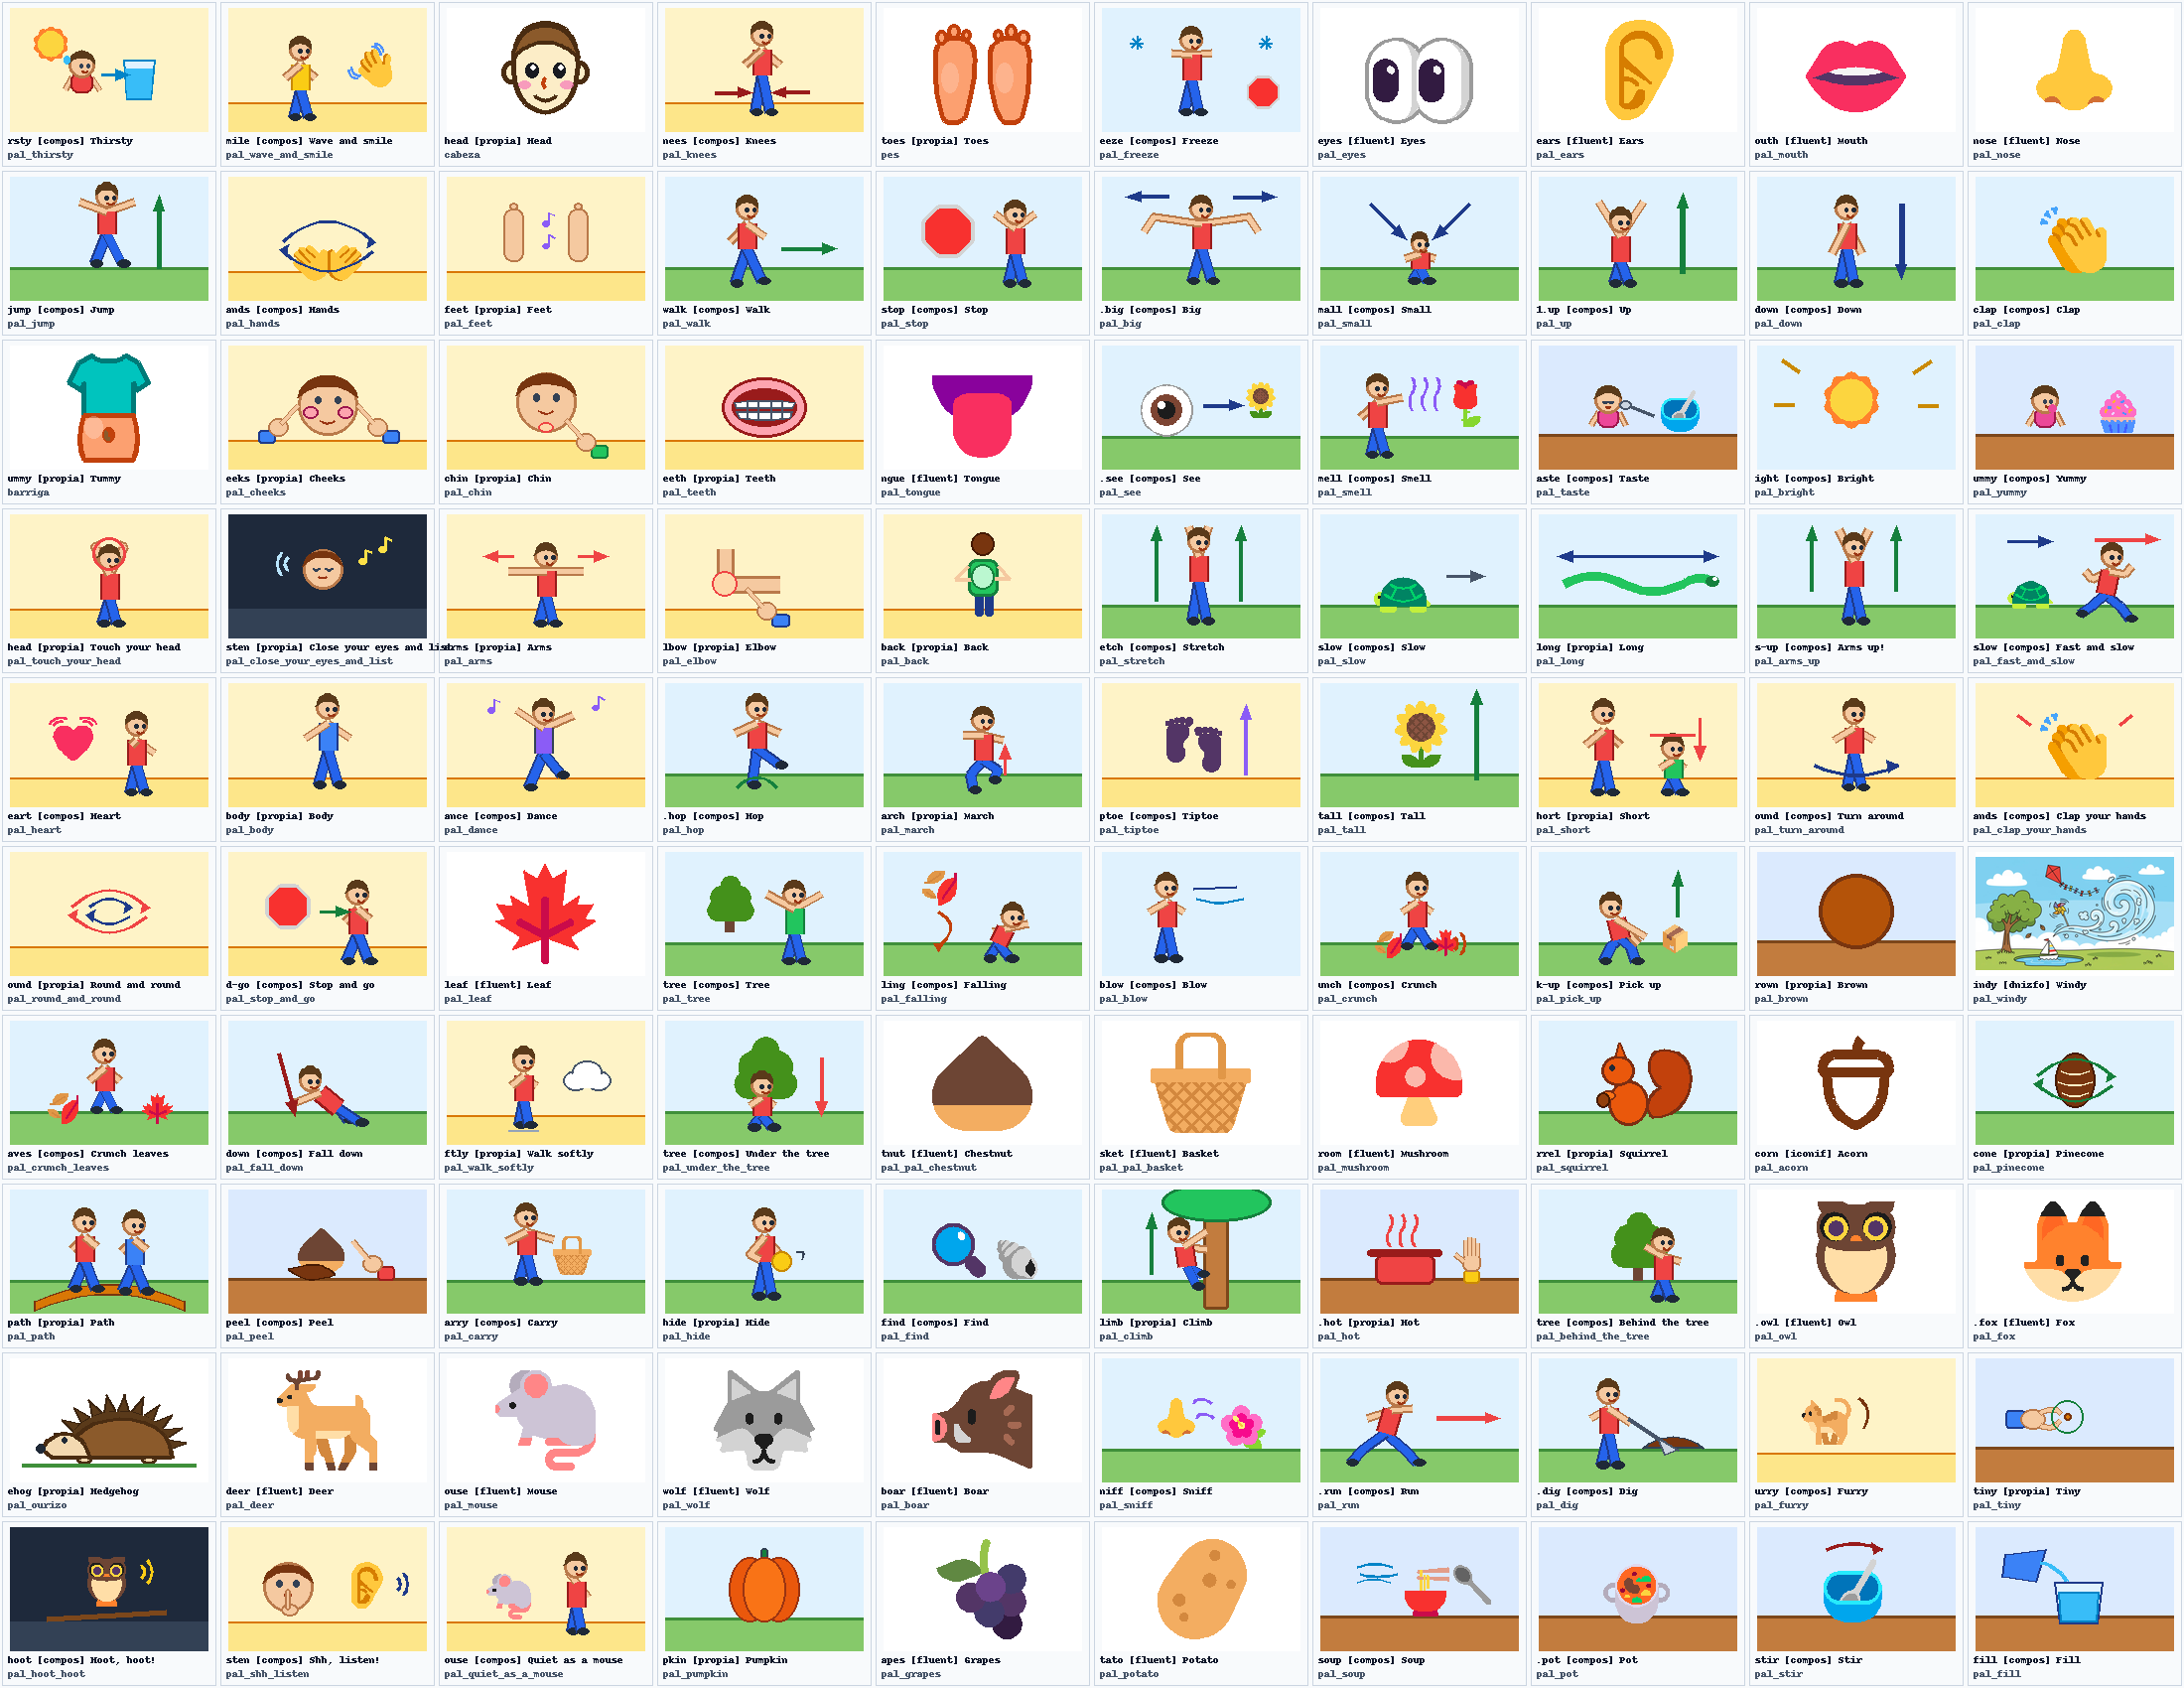 rsty [compos] Thirsty
pal_thirsty
mile [compos] Wave and smile
pal_wave_and_smile
head [propia] Head
cabeza
nees [compos] Knees
pal_knees
toes [propia] Toes
pes
eeze [compos] Freeze
pal_freeze
eyes [fluent] Eyes
pal_eyes
ears [fluent] Ears
pal_ears
outh [fluent] Mouth
pal_mouth
nose [fluent] Nose
pal_nose
jump [compos] Jump
pal_jump
ands [compos] Hands
pal_hands
feet [propia] Feet
pal_feet
walk [compos] Walk
pal_walk
stop [compos] Stop
pal_stop
.big [compos] Big
pal_big
mall [compos] Small
pal_small
l.up [compos] Up
pal_up
down [compos] Down
pal_down
clap [compos] Clap
pal_clap
ummy [propia] Tummy
barriga
eeks [propia] Cheeks
pal_cheeks
chin [propia] Chin
pal_chin
eeth [propia] Teeth
pal_teeth
ngue [fluent] Tongue
pal_tongue
.see [compos] See
pal_see
mell [compos] Smell
pal_smell
aste [compos] Taste
pal_taste
ight [compos] Bright
pal_bright
ummy [compos] Yummy
pal_yummy
head [propia] Touch your head
pal_touch_your_head
sten [propia] Close your eyes and lis
pal_close_your_eyes_and_list
arms [propia] Arms
pal_arms
lbow [propia] Elbow
pal_elbow
back [propia] Back
pal_back
etch [compos] Stretch
pal_stretch
slow [compos] Slow
pal_slow
long [propia] Long
pal_long
s-up [compos] Arms up!
pal_arms_up
slow [compos] Fast and slow
pal_fast_and_slow
eart [compos] Heart
pal_heart
body [propia] Body
pal_body
ance [compos] Dance
pal_dance
.hop [compos] Hop
pal_hop
arch [propia] March
pal_march
ptoe [compos] Tiptoe
pal_tiptoe
tall [compos] Tall
pal_tall
hort [propia] Short
pal_short
ound [compos] Turn around
pal_turn_around
ands [compos] Clap your hands
pal_clap_your_hands
ound [propia] Round and round
pal_round_and_round
d-go [compos] Stop and go
pal_stop_and_go
leaf [fluent] Leaf
pal_leaf
tree [compos] Tree
pal_tree
ling [compos] Falling
pal_falling
blow [compos] Blow
pal_blow
unch [compos] Crunch
pal_crunch
k-up [compos] Pick up
pal_pick_up
rown [propia] Brown
pal_brown
indy [dnizfo] Windy
pal_windy
aves [compos] Crunch leaves
pal_crunch_leaves
down [compos] Fall down
pal_fall_down
ftly [propia] Walk softly
pal_walk_softly
tree [compos] Under the tree
pal_under_the_tree
tnut [fluent] Chestnut
pal_pal_chestnut
sket [fluent] Basket
pal_pal_basket
room [fluent] Mushroom
pal_mushroom
rrel [propia] Squirrel
pal_squirrel
corn [iconif] Acorn
pal_acorn
cone [propia] Pinecone
pal_pinecone
path [propia] Path
pal_path
peel [compos] Peel
pal_peel
arry [compos] Carry
pal_carry
hide [propia] Hide
pal_hide
find [compos] Find
pal_find
limb [propia] Climb
pal_climb
.hot [propia] Hot
pal_hot
tree [compos] Behind the tree
pal_behind_the_tree
.owl [fluent] Owl
pal_owl
.fox [fluent] Fox
pal_fox
ehog [propia] Hedgehog
pal_ourizo
deer [fluent] Deer
pal_deer
ouse [fluent] Mouse
pal_mouse
wolf [fluent] Wolf
pal_wolf
boar [fluent] Boar
pal_boar
niff [compos] Sniff
pal_sniff
.run [compos] Run
pal_run
.dig [compos] Dig
pal_dig
urry [compos] Furry
pal_furry
tiny [propia] Tiny
pal_tiny
hoot [compos] Hoot, hoot!
pal_hoot_hoot
sten [compos] Shh, listen!
pal_shh_listen
ouse [compos] Quiet as a mouse
pal_quiet_as_a_mouse
pkin [propia] Pumpkin
pal_pumpkin
apes [fluent] Grapes
pal_grapes
tato [fluent] Potato
pal_potato
soup [compos] Soup
pal_soup
.pot [compos] Pot
pal_pot
stir [compos] Stir
pal_stir
fill [compos] Fill
pal_fill